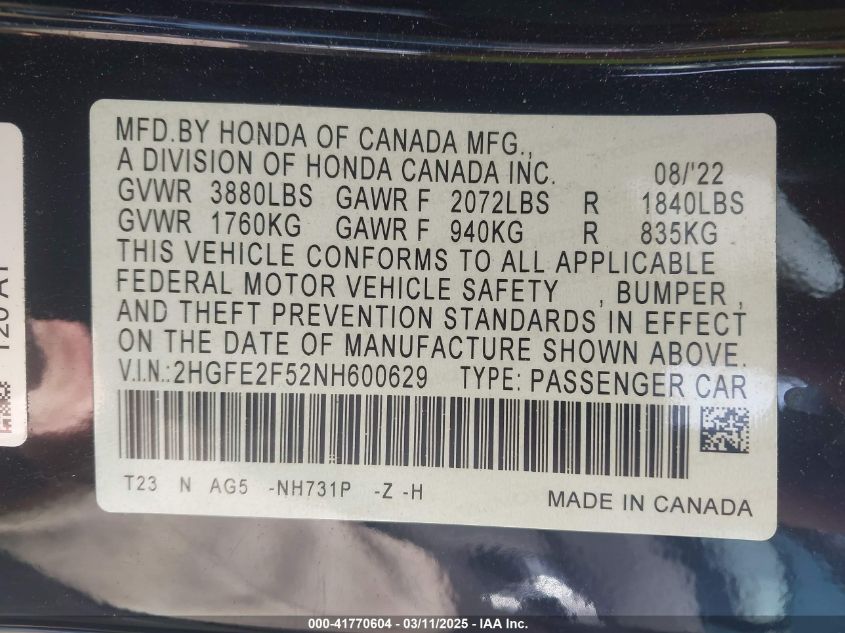 MFD.BY HONDA OF CANADA MFG.,
A DIVISION OF HONDA CANADA INC. 08/'22
GVWR 3880LBS GAWR F 2072LBS R 1840LBS
GVWR 1760KG GAWR F 940KG R 835KG
THIS VEHICLE CONFORMS TO ALL APPLICABLE
FEDERAL MOTOR VEHICLE SAFETY , BUMPER ,
AND THEFT PREVENTION STANDARDS IN EFFECT
ON THE DATE OF MANUFACTURE SHOWN ABOVE.
V.I.N.:2HGFE2F52NH600629 TYPE: PASSENGER CAR
T23 N AG5 -NH731P -Z -H
MADE IN CANADA
T20 A1
000-41770604 - 03/11/2025 - IAA Inc.